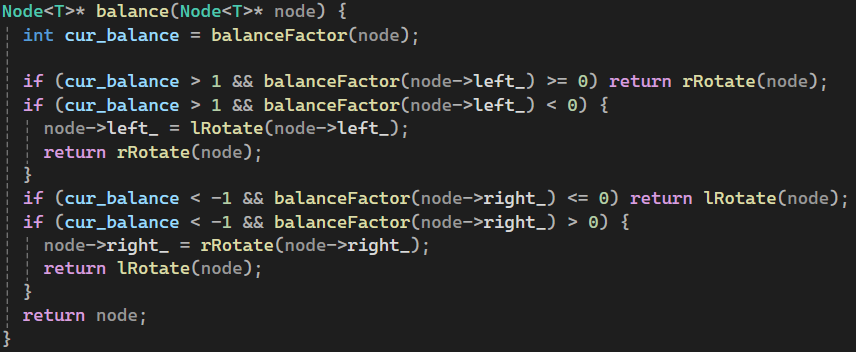 Node<T>* balance(Node<T>* node) {
  int cur_balance = balanceFactor(node);

  if (cur_balance > 1 && balanceFactor(node->left_) >= 0) return rRotate(node);
  if (cur_balance > 1 && balanceFactor(node->left_) < 0) {
    node->left_ = lRotate(node->left_);
    return rRotate(node);
  }
  if (cur_balance < -1 && balanceFactor(node->right_) <= 0) return lRotate(node);
  if (cur_balance < -1 && balanceFactor(node->right_) > 0) {
    node->right_ = rRotate(node->right_);
    return lRotate(node);
  }
  return node;
}